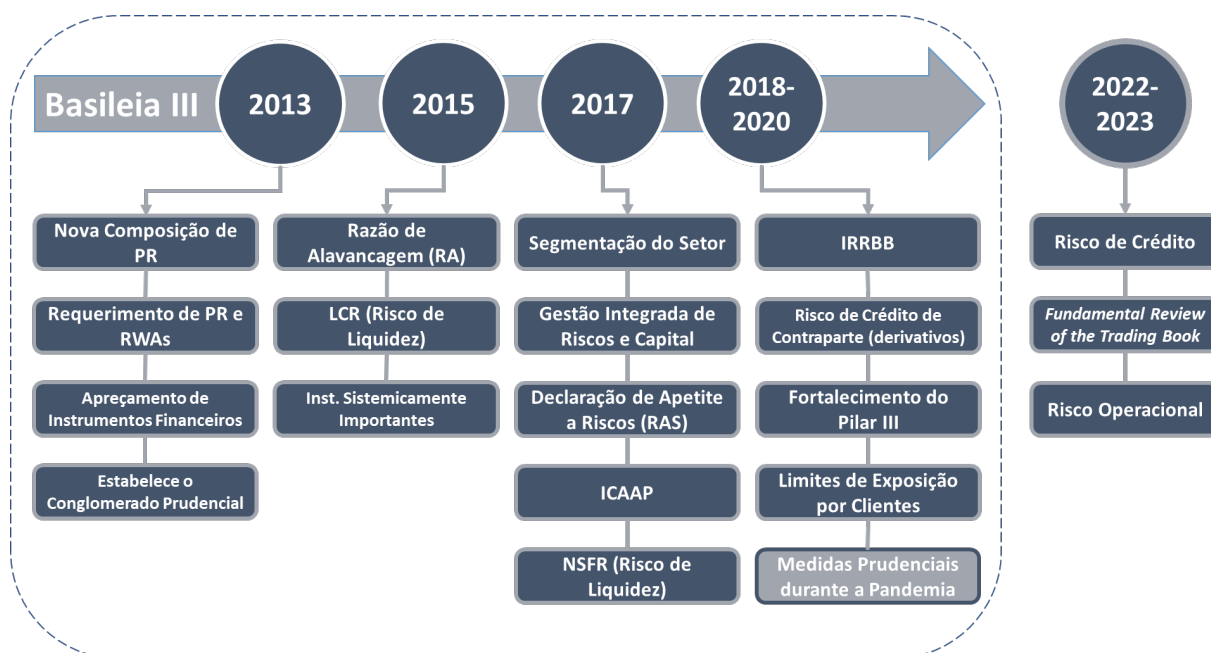 Basileia III
2013
2015
2017
2018-
2020
2022-
2023
Nova Composição de
PR
Requerimento de PR e
RWAs
Apreçamento de
Instrumentos Financeiros
Estabelece o
Conglomerado Prudencial
Razão de
Alavancagem (RA)
LCR (Risco de
Liquidez)
Inst. Sistemicamente
Importantes
Segmentação do Setor
Gestão Integrada de
Riscos e Capital
Declaração de Apetite
a Riscos (RAS)
ICAAP
NSFR (Risco de
Liquidez)
IRRBB
Risco de Crédito de
Contraparte (derivativos)
Fortalecimento do
Pilar III
Limites de Exposição
por Clientes
Medidas Prudenciais
durante a Pandemia
Risco de Crédito
Fundamental Review
of the Trading Book
Risco Operacional